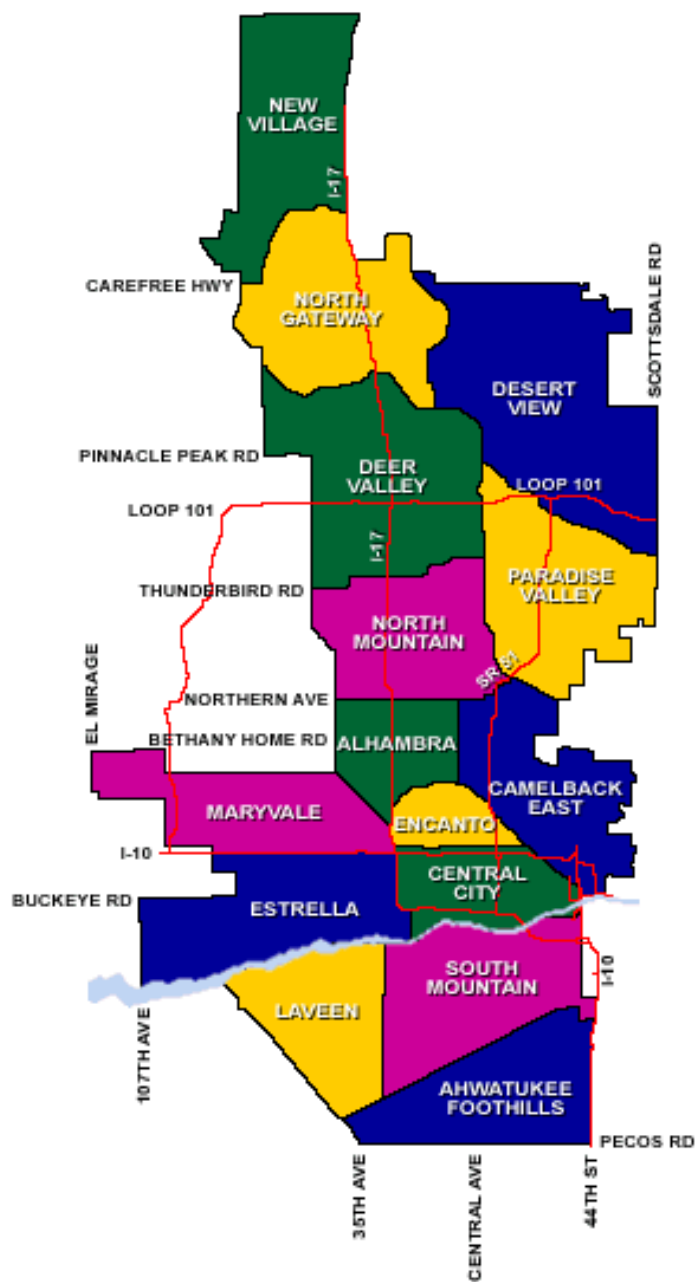 NEW
VILLAGE
I-17
CAREFREE HWY
NORTH
GATEWAY
SCOTTSDALE RD
DESERT
VIEW
PINNACLE PEAK RD
DEER
VALLEY
LOOP 101
LOOP 101
I-17
THUNDERBIRD RD
PARADISE
VALLEY
NORTH
MOUNTAIN
SR 51
NORTHERN AVE
EL MIRAGE
BETHANY HOME RD
ALHAMBRA
CAMELBACK
EAST
MARYVALE
ENCANTO
I-10
CENTRAL
CITY
BUCKEYE RD
ESTRELLA
SOUTH
MOUNTAIN
I-10
LAVEEN
107TH AVE
AHWATUKEE
FOOTHILLS
PECOS RD
35TH AVE
CENTRAL AVE
44TH ST